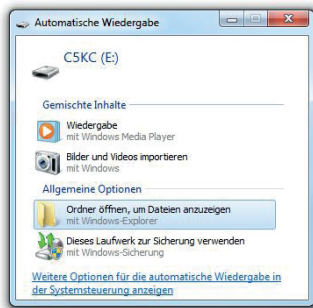 Automatische Wiedergabe
C5KC (E:)
Gemischte Inhalte
Wiedergabe
mit Windows Media Player
Bilder und Videos importieren
mit Windows
Allgemeine Optionen
Ordner öffnen, um Dateien anzuzeigen
mit Windows-Explorer
Dieses Laufwerk zur Sicherung verwenden
mit Windows-Sicherung
Weitere Optionen für die automatische Wiedergabe in
der Systemsteuerung anzeigen